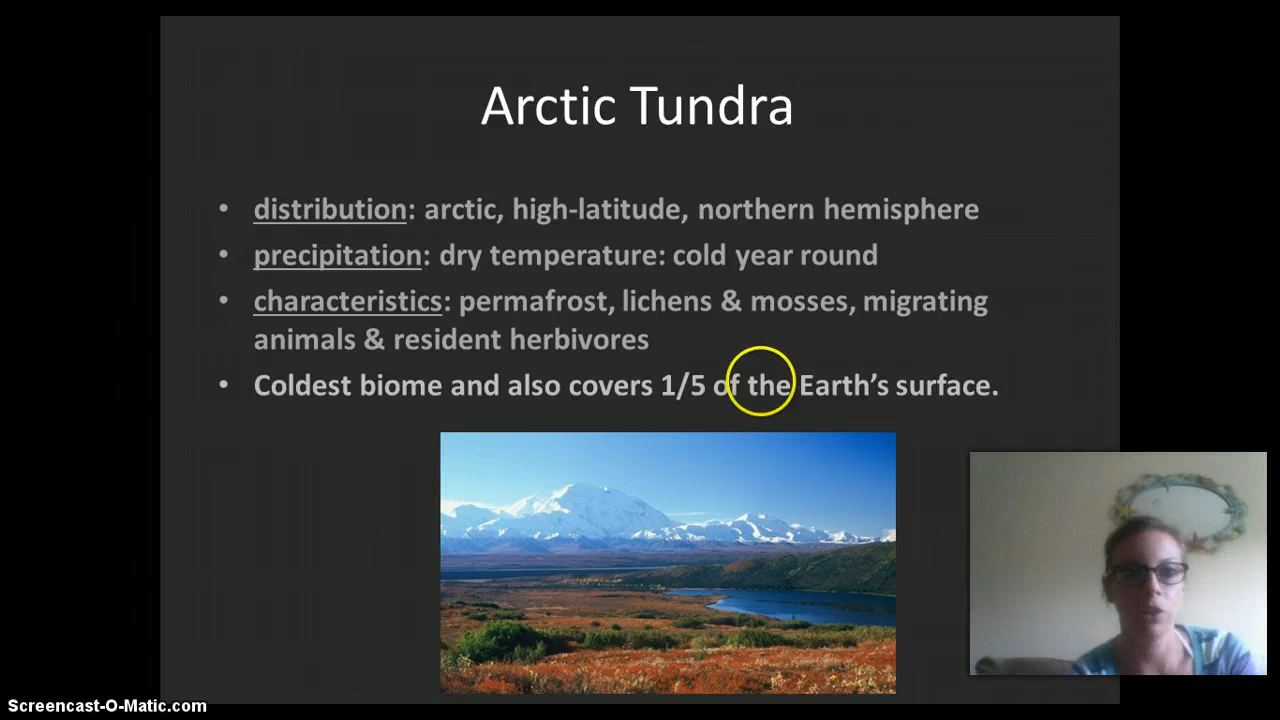 Arctic Tundra
• distribution: arctic, high-latitude, northern hemisphere
• precipitation: dry temperature: cold year round
• characteristics: permafrost, lichens & mosses, migrating
animals & resident herbivores
• Coldest biome and also covers 1/5 of the Earth's surface.
Screencast-O-Matic.com